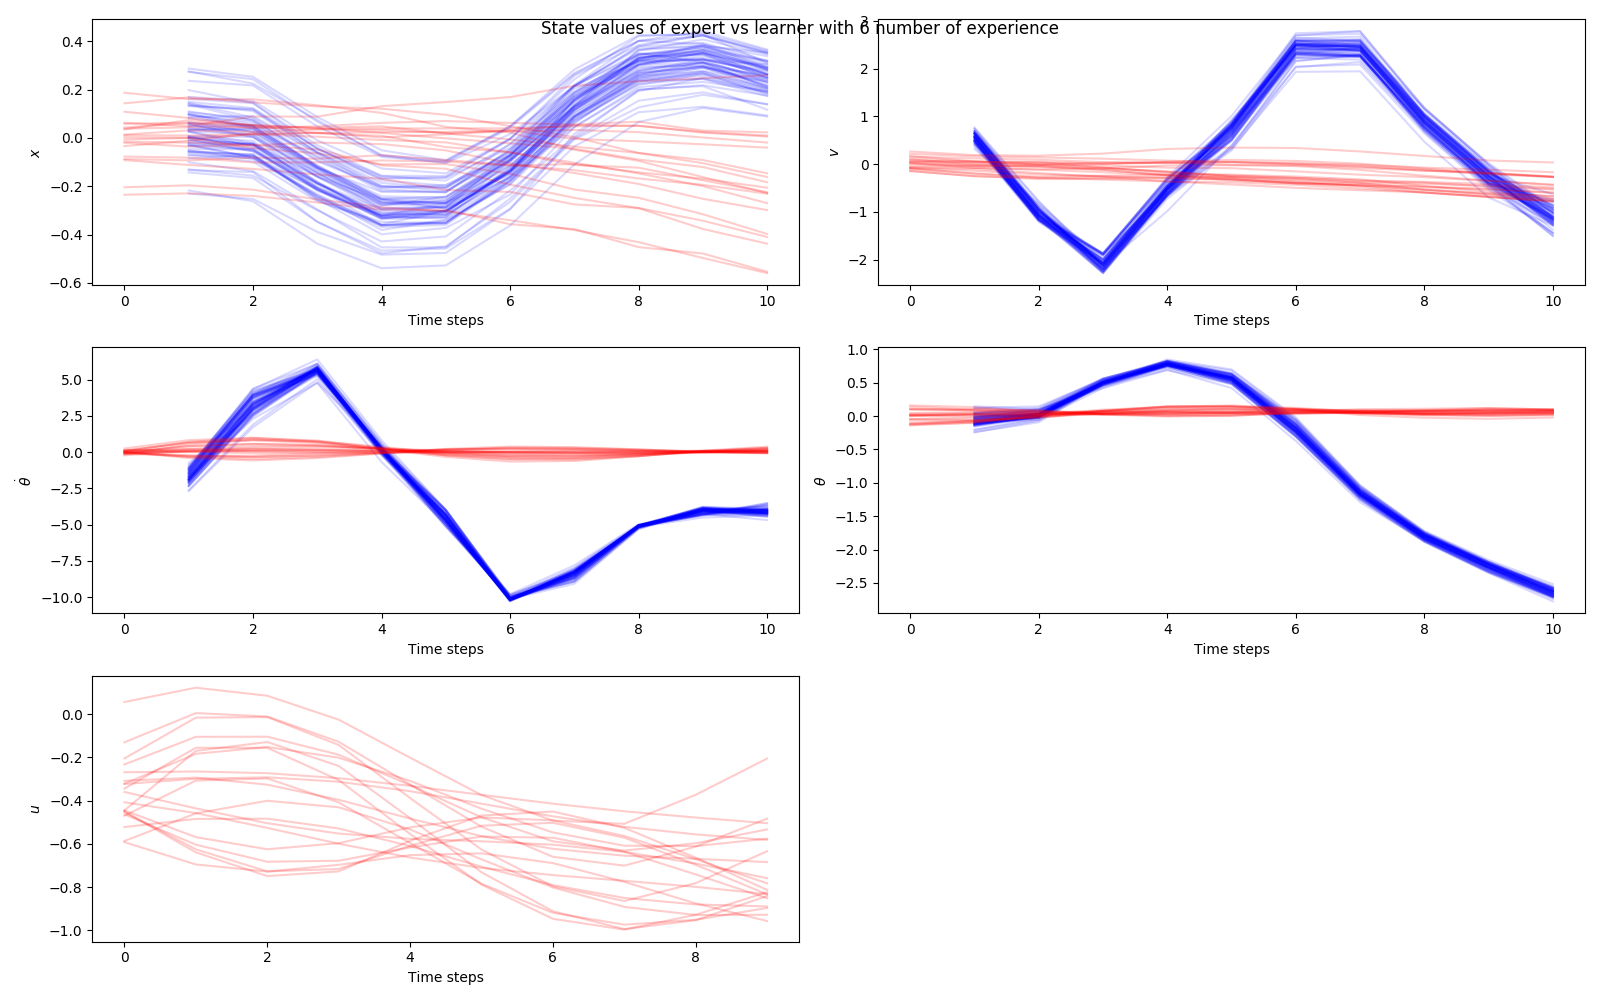 State values of expert vs learner with 6 number of experience
0.4
0.2
0.0
−0.2
−0.4
−0.6
x
0 2 4 6 8 10
Time steps
3
2
1
0
−1
−2
v
0 2 4 6 8 10
Time steps
5.0
2.5
0.0
−2.5
−5.0
−7.5
−10.0
θ̇
0 2 4 6 8 10
Time steps
1.0
0.5
0.0
−0.5
−1.0
−1.5
−2.0
−2.5
θ
0 2 4 6 8 10
Time steps
0.0
−0.2
−0.4
−0.6
−0.8
−1.0
u
0 2 4 6 8
Time steps